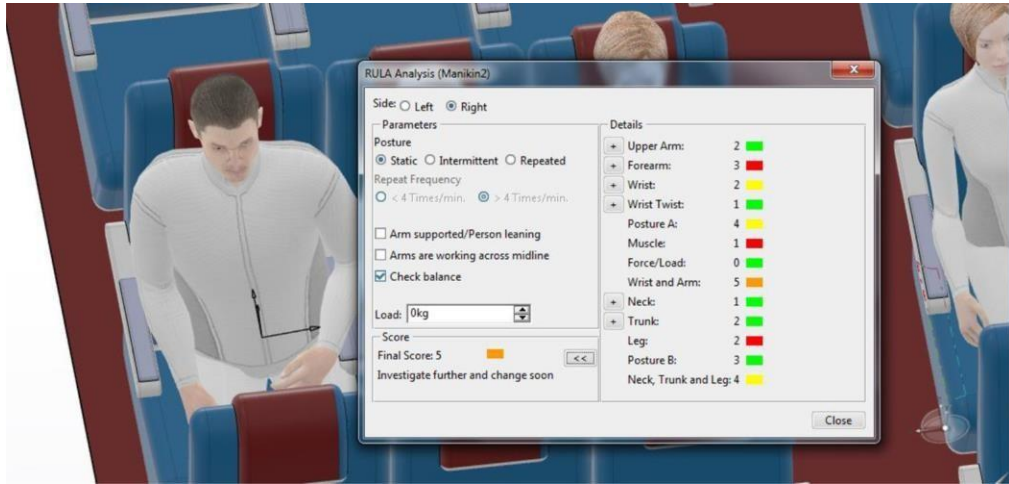 RULA Analysis (Manikin2)
Side: Left Right
Parameters
Posture
Static Intermittent Repeated
Repeat Frequency
< 4 Times/min. > 4 Times/min.
Arm supported/Person leaning
Arms are working across midline
Check balance
Load: 0kg
Score
Final Score: 5
<<
Investigate further and change soon
Details
+ Upper Arm: 2
+ Forearm: 3
+ Wrist: 2
+ Wrist Twist: 1
Posture A: 4
Muscle: 1
Force/Load: 0
Wrist and Arm: 5
+ Neck: 1
+ Trunk: 2
Leg: 2
Posture B: 3
Neck, Trunk and Leg: 4
Close